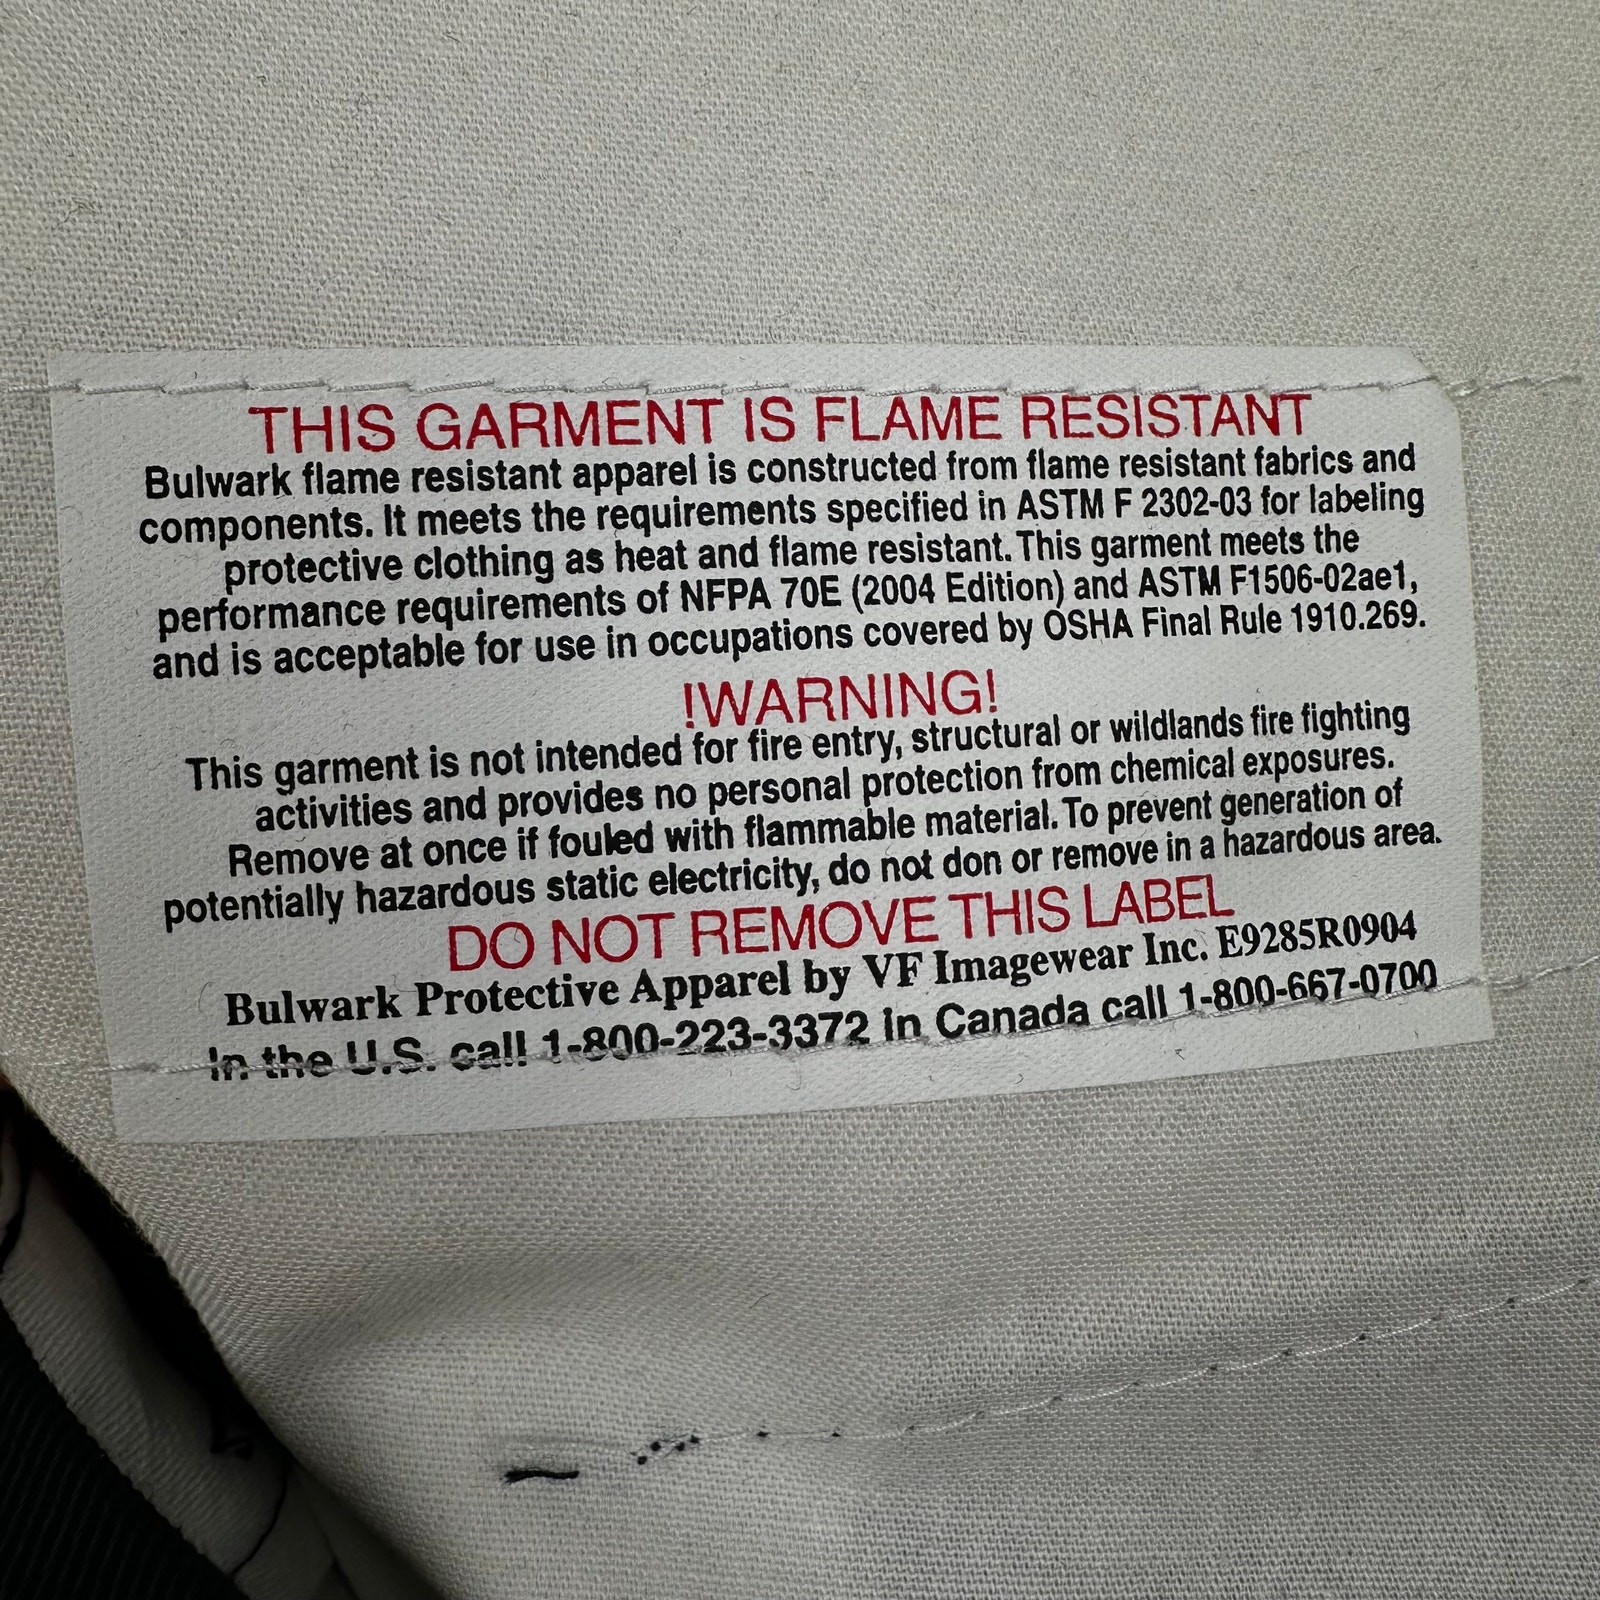 THIS GARMENT IS FLAME RESISTANT
Bulwark flame resistant apparel is constructed from flame resistant fabrics and
components. It meets the requirements specified in ASTM F 2302-03 for labeling
protective clothing as heat and flame resistant. This garment meets the
performance requirements of NFPA 70E (2004 Edition) and ASTM F1506-02ae1,
and is acceptable for use in occupations covered by OSHA Final Rule 1910.269.
!WARNING!
This garment is not intended for fire entry, structural or wildlands fire fighting
activities and provides no personal protection from chemical exposures.
Remove at once if fouled with flammable material. To prevent generation of
potentially hazardous static electricity, do not don or remove in a hazardous area.
DO NOT REMOVE THIS LABEL
Bulwark Protective Apparel by VF Imagewear Inc. E9285R0904
In the U.S. call 1-800-223-3372 in Canada call 1-800-667-0700